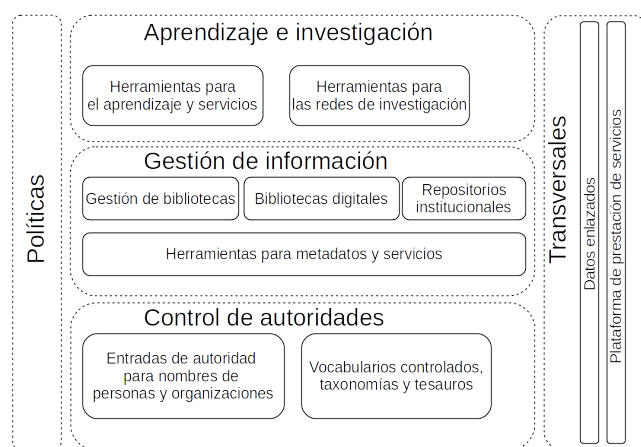 Políticas
Aprendizaje e investigación
Herramientas para
el aprendizaje y servicios
Herramientas para
las redes de investigación
Gestión de información
Gestión de bibliotecas
Bibliotecas digitales
Repositorios
institucionales
Herramientas para metadatos y servicios
Control de autoridades
Entradas de autoridad
para nombres de
personas y organizaciones
Vocabularios controlados,
taxonomías y tesauros
Transversales
Datos enlazados
Plataforma de prestación de servicios